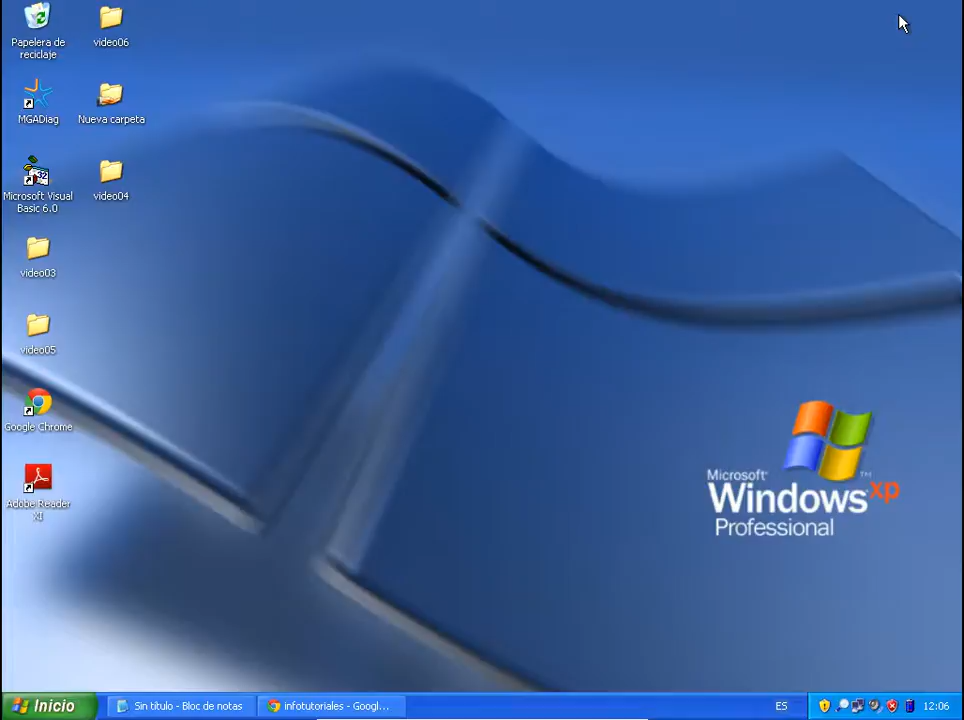 Papelera de
reciclaje
video06
MGADiag
Nueva carpeta
Microsoft Visual
Basic 6.0
video04
video03
video05
Google Chrome
Adobe Reader
XI
Microsoft®
Windows xp
Professional
Inicio
Sin título - Bloc de notas
infotutoriales - Googl...
ES
12:06